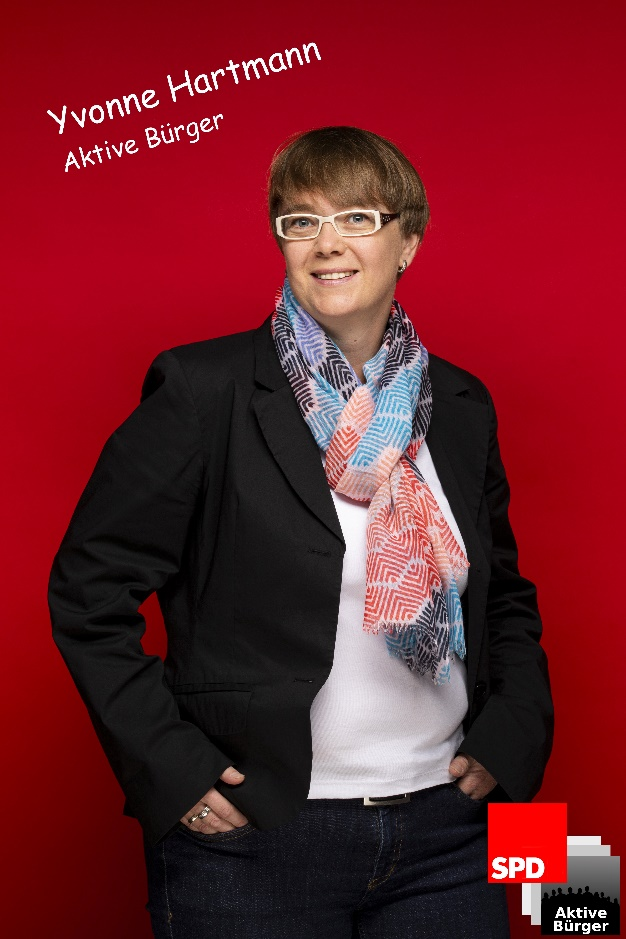 Yvonne Hartmann
Aktive Bürger
SPD
Aktive
Bürger